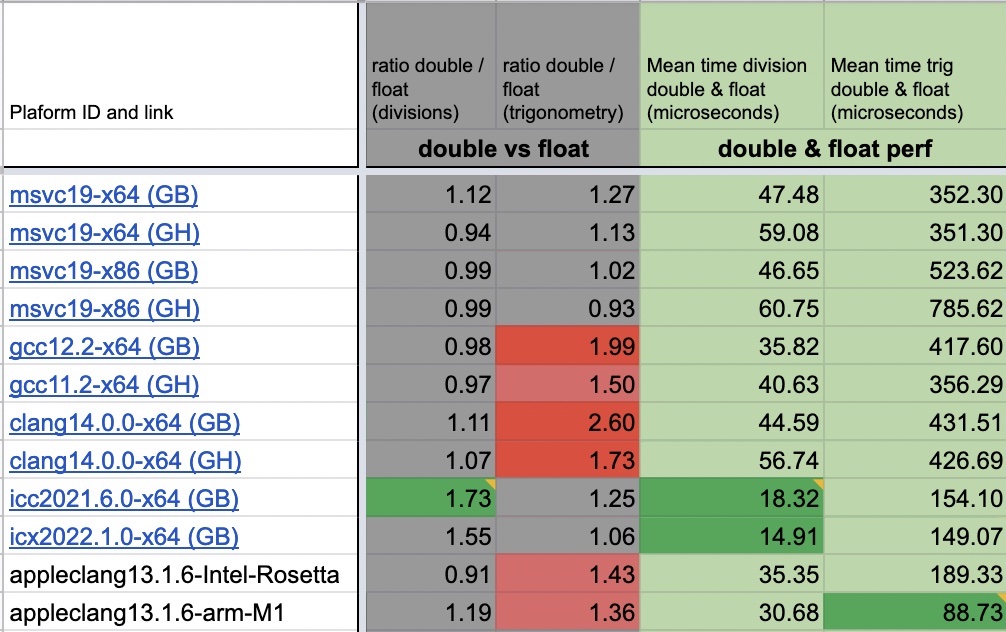 Plaform ID and link ratio double / float (divisions) ratio double / float (trigonometry) Mean time division double & float (microseconds) Mean time trig double & float (microseconds)
double vs float double & float perf
msvc19-x64 (GB) 1.12 1.27 47.48 352.30
msvc19-x64 (GH) 0.94 1.13 59.08 351.30
msvc19-x86 (GB) 0.99 1.02 46.65 523.62
msvc19-x86 (GH) 0.99 0.93 60.75 785.62
gcc12.2-x64 (GB) 0.98 1.99 35.82 417.60
gcc11.2-x64 (GH) 0.97 1.50 40.63 356.29
clang14.0.0-x64 (GB) 1.11 2.60 44.59 431.51
clang14.0.0-x64 (GH) 1.07 1.73 56.74 426.69
icc2021.6.0-x64 (GB) 1.73 1.25 18.32 154.10
icx2022.1.0-x64 (GB) 1.55 1.06 14.91 149.07
appleclang13.1.6-Intel-Rosetta 0.91 1.43 35.35 189.33
appleclang13.1.6-arm-M1 1.19 1.36 30.68 88.73